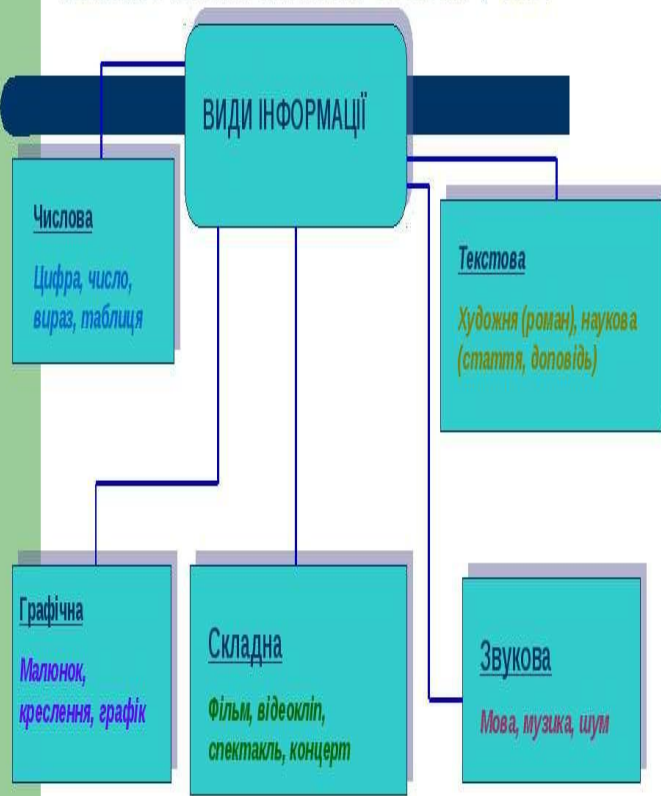 ВИДИ ІНФОРМАЦІЇ
Числова
Цифра, число,
вираз, таблиця
Текстова
Художня (роман), наукова
(стаття, доповідь)
Графічна
Малюнок,
креслення, графік
Складна
Фільм, відеокліп,
спектакль, концерт
Звукова
Мова, музика, шум